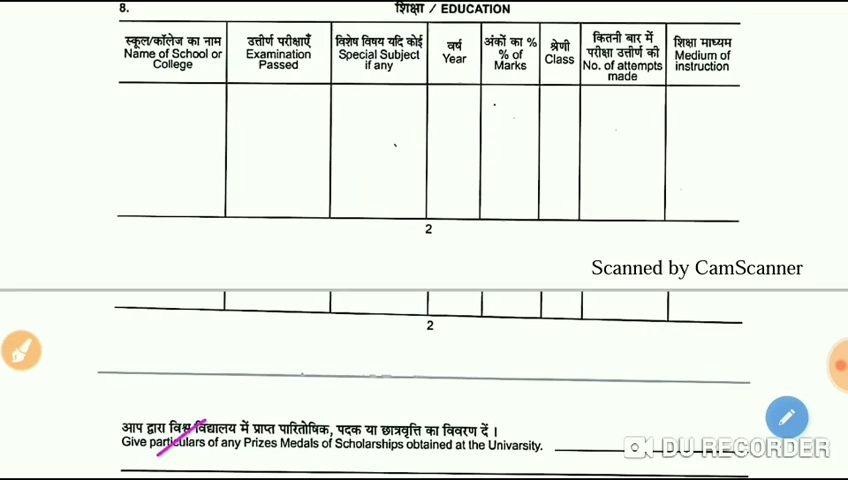 8. शिक्षा / EDUCATION
स्कूल/कॉलेज का नाम
Name of School or
College
उत्तीर्ण परीक्षाएँ
Examination
Passed
विशेष विषय यदि कोई
Special Subject
if any
वर्ष
Year
अंकों का %
% of
Marks
श्रेणी
Class
कितनी बार में
परीक्षा उत्तीर्ण की
No. of attempts
made
शिक्षा माध्यम
Medium of
instruction
2
Scanned by CamScanner
2
आप द्वारा विश्व विद्यालय में प्राप्त पारितोषिक, पदक या छात्रवृत्ति का विवरण दें ।
Give particulars of any Prizes Medals of Scholarships obtained at the Univarsity.
DU RECORDER